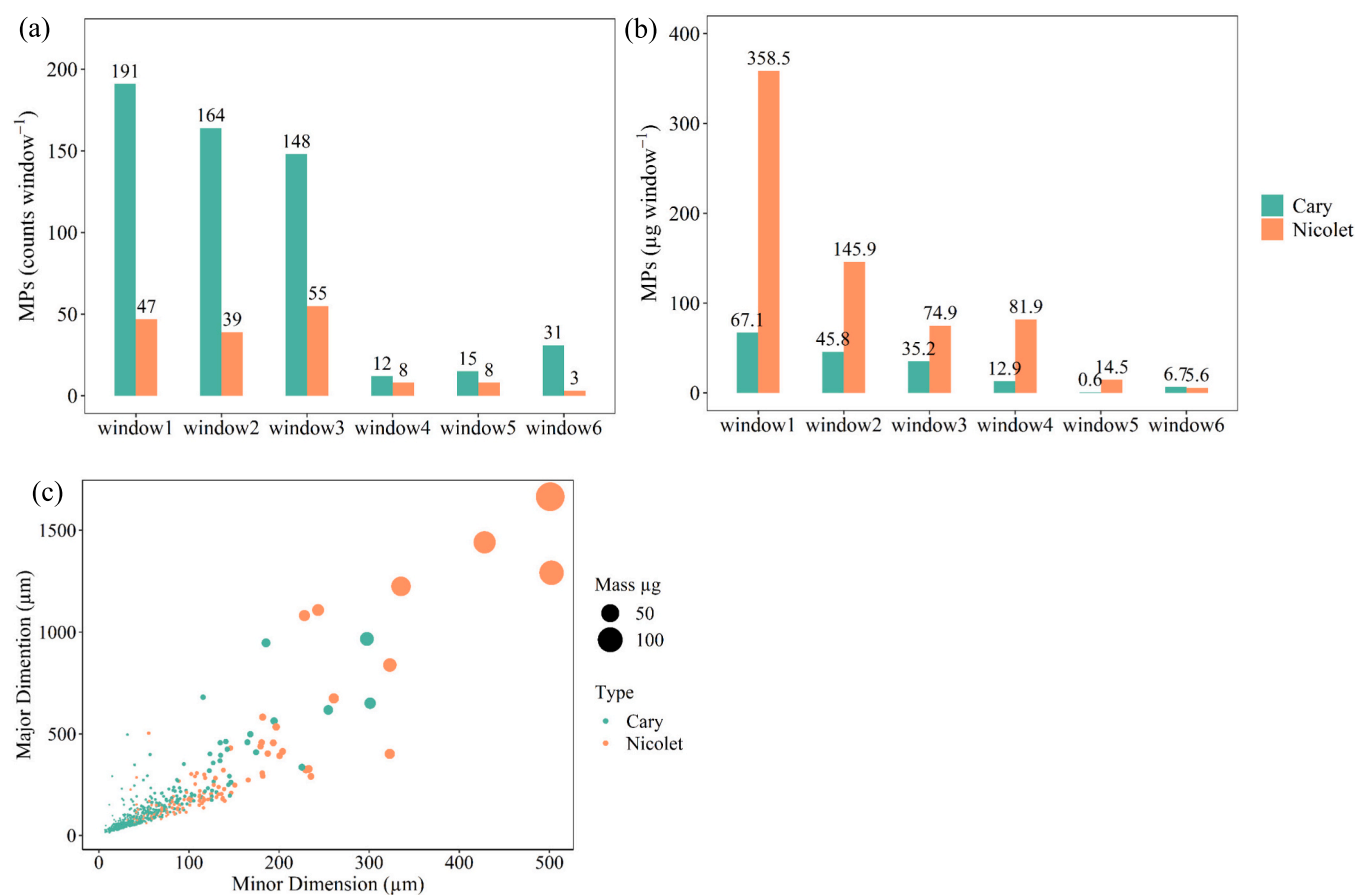 (a)
MPs (counts window⁻¹)
200
150
100
50
0
191
47
164
39
148
55
12
8
15
8
31
3
window1 window2 window3 window4 window5 window6
(b)
MPs (µg window⁻¹)
400
300
200
100
0
67.1
358.5
45.8
145.9
35.2
74.9
12.9
81.9
0.6
14.5
6.7
5.6
window1 window2 window3 window4 window5 window6
Cary
Nicolet
(c)
Major Dimention (µm)
1500
1000
500
0
0 100 200 300 400 500
Minor Dimension (µm)
Mass µg
50
100
Type
Cary
Nicolet